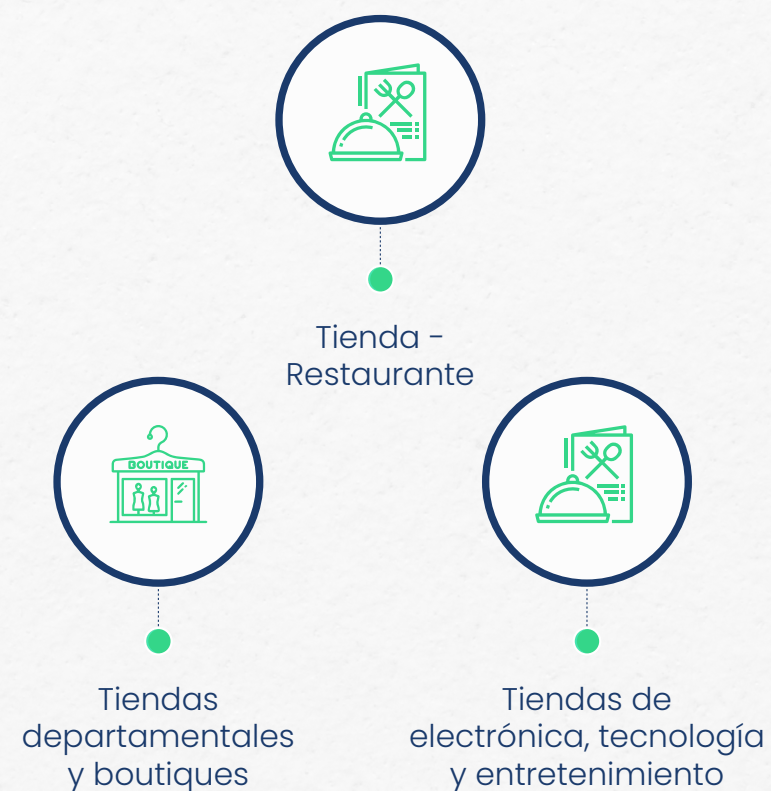 Tienda -
Restaurante
BOUTIQUE
Tiendas
departamentales
y boutiques
Tiendas de
electrónica, tecnología
y entretenimiento